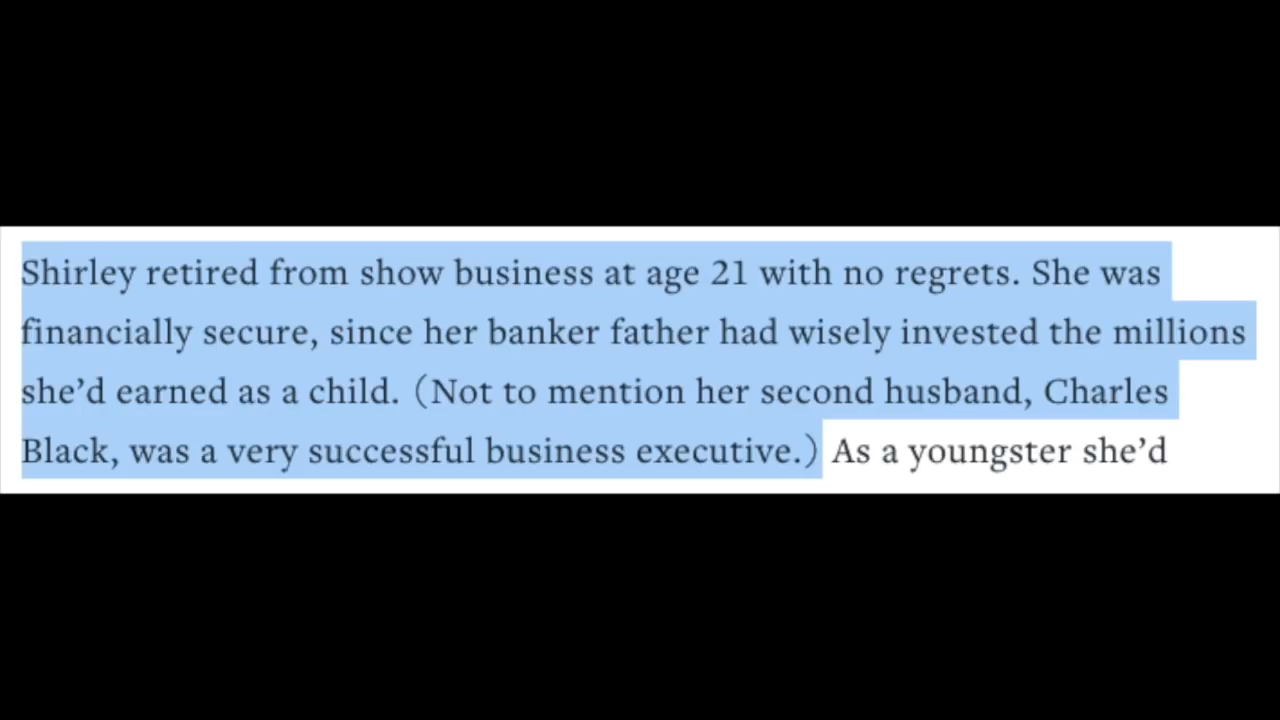 Shirley retired from show business at age 21 with no regrets. She was
financially secure, since her banker father had wisely invested the millions
she’d earned as a child. (Not to mention her second husband, Charles
Black, was a very successful business executive.) As a youngster she’d